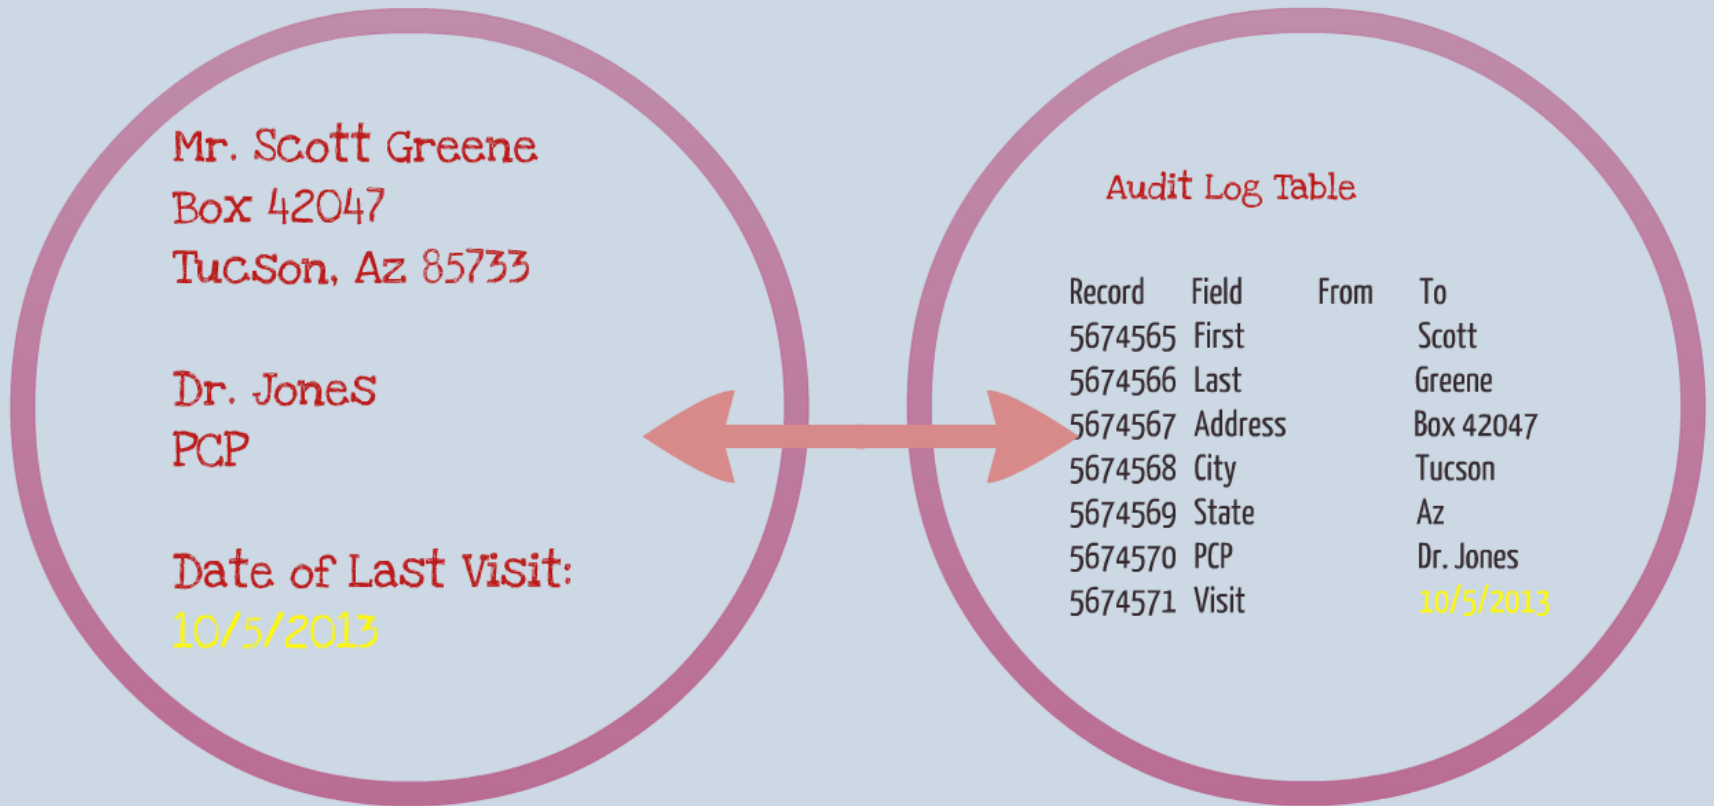 Mr. Scott Greene
Box 42047
Tucson, Az 85733
Dr. Jones
PCP
Date of Last Visit:
10/5/2013
Audit Log Table
Record Field From To
5674565 First Scott
5674566 Last Greene
5674567 Address Box 42047
5674568 City Tucson
5674569 State Az
5674570 PCP Dr. Jones
5674571 Visit 10/5/2013